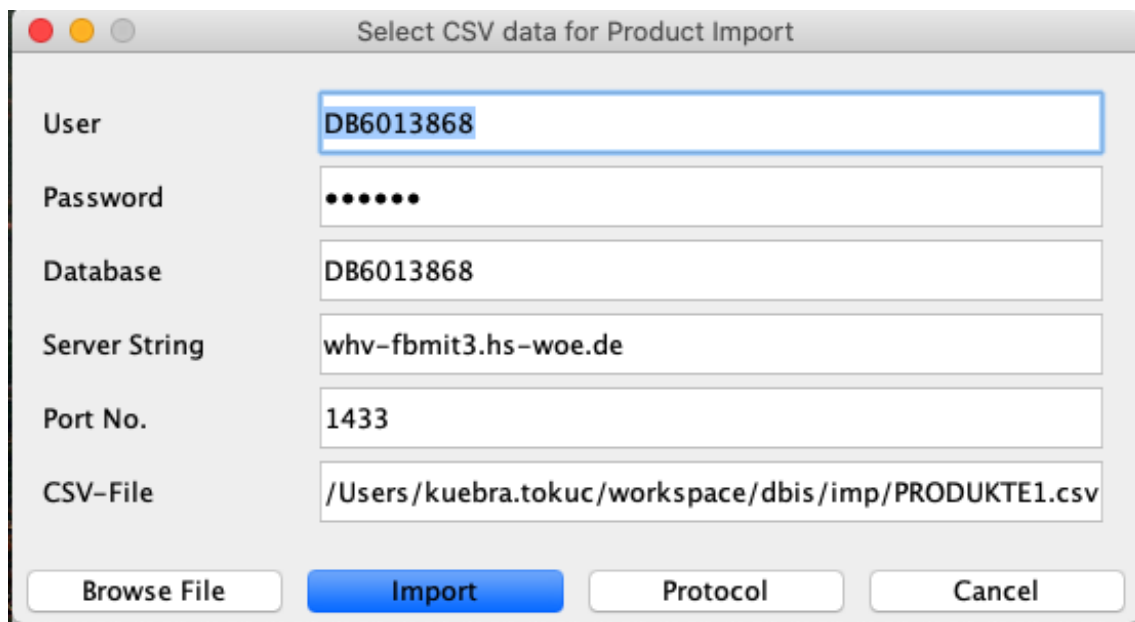 Select CSV data for Product Import
User DB6013868
Password ••••••
Database DB6013868
Server String whv-fbmit3.hs-woe.de
Port No. 1433
CSV-File /Users/kuebra.tokuc/workspace/dbis/imp/PRODUKTE1.csv
Browse File Import Protocol Cancel